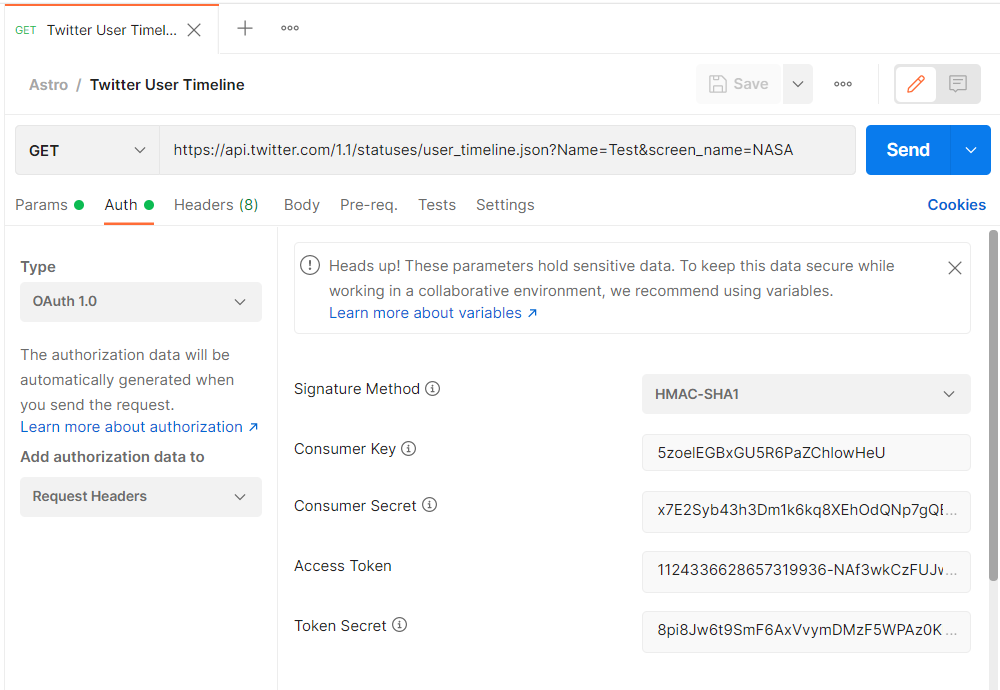 GET Twitter User Timel...
Astro / Twitter User Timeline
Save
GET
https://api.twitter.com/1.1/statuses/user_timeline.json?Name=Test&screen_name=NASA
Send
Params Auth Headers (8) Body Pre-req. Tests Settings
Cookies
Type
OAuth 1.0
The authorization data will be
automatically generated when
you send the request.
Learn more about authorization ↗
Add authorization data to
Request Headers
Heads up! These parameters hold sensitive data. To keep this data secure while
working in a collaborative environment, we recommend using variables.
Learn more about variables ↗
Signature Method
HMAC-SHA1
Consumer Key
5zoelEGBxGU5R6PaZChlowHeU
Consumer Secret
x7E2Syb43h3Dm1k6kq8XEhOdQNp7gQE...
Access Token
1124336628657319936-NAf3wkCzFUJw...
Token Secret
8pi8Jw6t9SmF6AxVvymDMzF5WPAz0K...